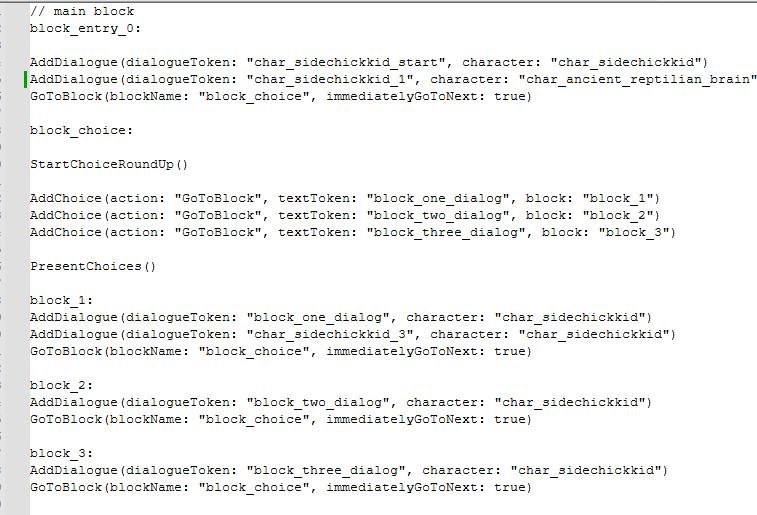 // main block
block_entry_0:
AddDialogue(dialogueToken: "char_sidechickkid_start", character: "char_sidechickkid")
AddDialogue(dialogueToken: "char_sidechickkid_1", character: "char_ancient_reptilian_brain"
GoToBlock(blockName: "block_choice", immediatelyGoToNext: true)
block_choice:
StartChoiceRoundUp()
AddChoice(action: "GoToBlock", textToken: "block_one_dialog", block: "block_1")
AddChoice(action: "GoToBlock", textToken: "block_two_dialog", block: "block_2")
AddChoice(action: "GoToBlock", textToken: "block_three_dialog", block: "block_3")
PresentChoices()
block_1:
AddDialogue(dialogueToken: "block_one_dialog", character: "char_sidechickkid")
AddDialogue(dialogueToken: "char_sidechickkid_3", character: "char_sidechickkid")
GoToBlock(blockName: "block_choice", immediatelyGoToNext: true)
block_2:
AddDialogue(dialogueToken: "block_two_dialog", character: "char_sidechickkid")
GoToBlock(blockName: "block_choice", immediatelyGoToNext: true)
block_3:
AddDialogue(dialogueToken: "block_three_dialog", character: "char_sidechickkid")
GoToBlock(blockName: "block_choice", immediatelyGoToNext: true)